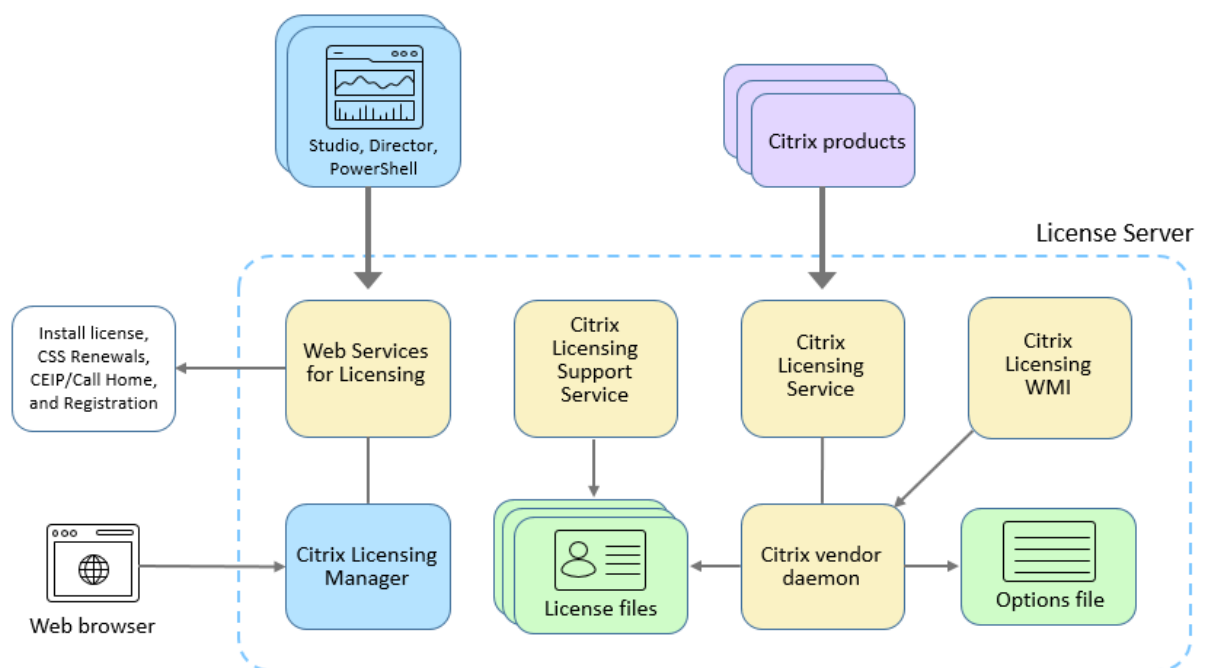 Studio, Director,
PowerShell
Citrix products
License Server
Install license,
CSS Renewals,
CEIP/Call Home,
and Registration
Web Services
for Licensing
Citrix
Licensing
Support
Service
Citrix
Licensing
Service
Citrix
Licensing
WMI
Web browser
Citrix Licensing
Manager
License files
Citrix vendor
daemon
Options file